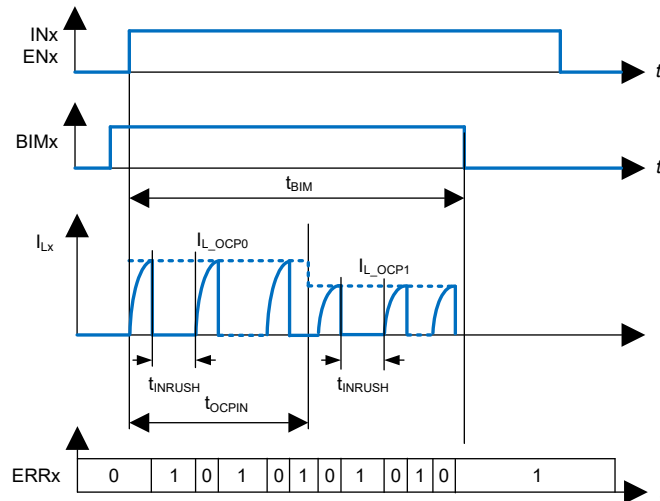 INx
ENx
t
BIMx
t
tBIM
ILx
IL_OCP0
IL_OCP1
tINRUSH
tINRUSH
tOCPIN
ERRx
0 1 0 1 0 1 0 1 0 1 0 1